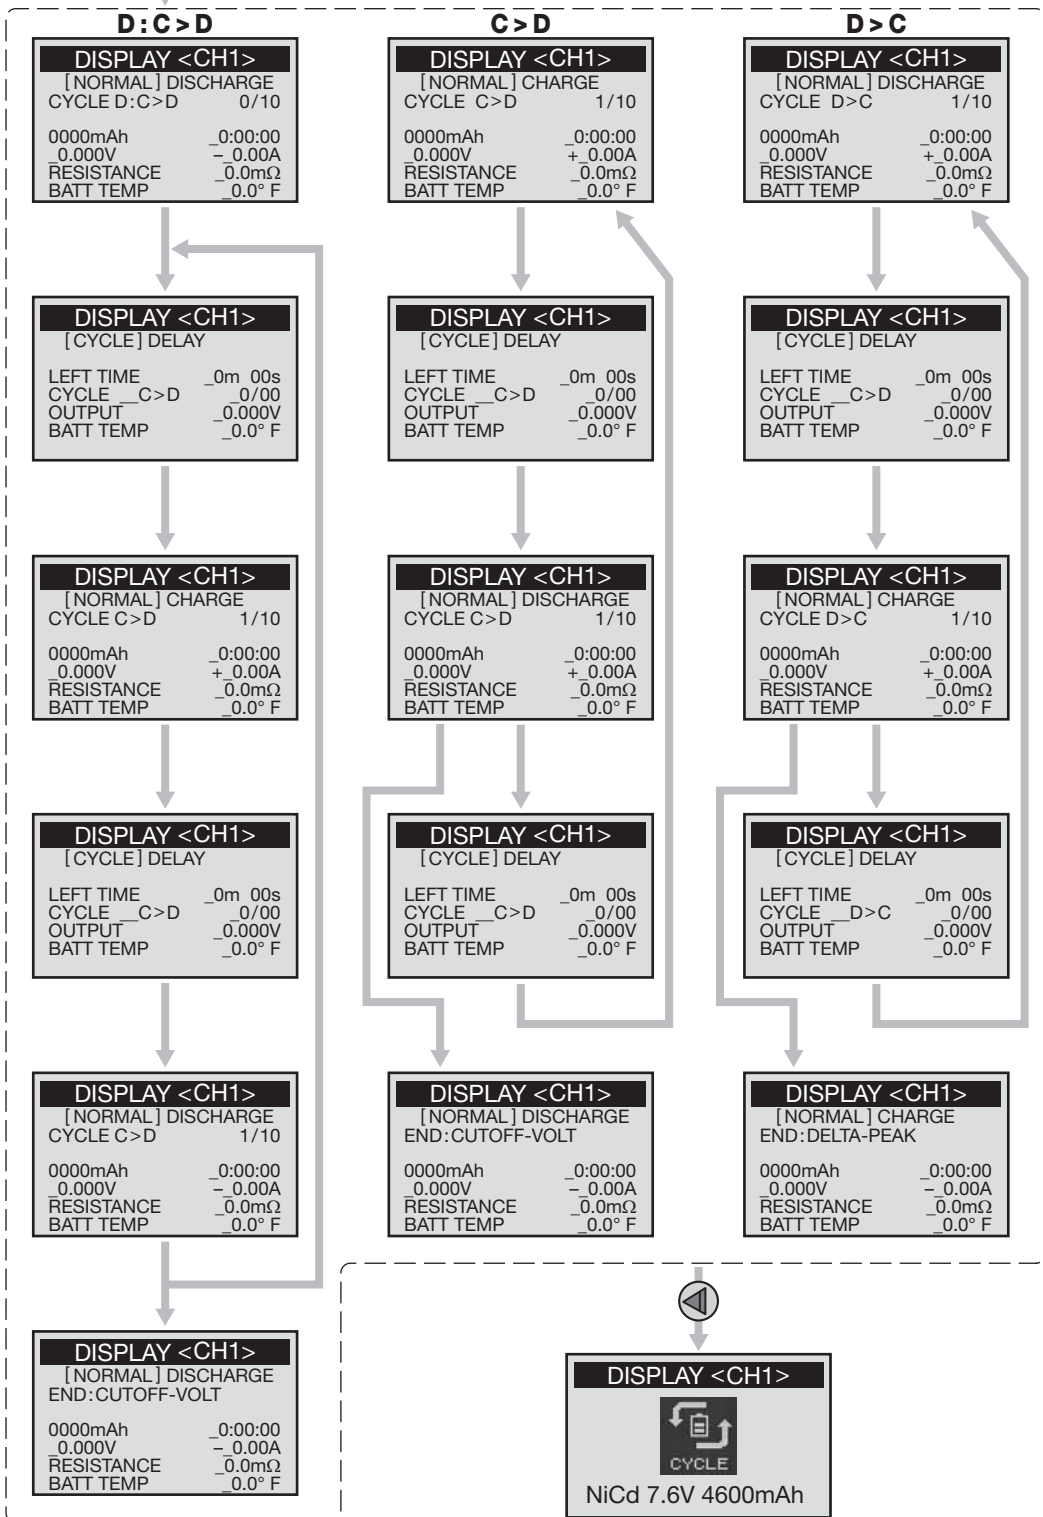 D:C>D
DISPLAY <CH1>
[NORMAL] DISCHARGE
CYCLE D:C>D 0/10
0000mAh _0:00:00
_0.000V –_0.00A
RESISTANCE _0.0mΩ
BATT TEMP _0.0° F
DISPLAY <CH1>
[CYCLE] DELAY
LEFT TIME _0m 00s
CYCLE __C>D _0/00
OUTPUT _0.000V
BATT TEMP _0.0° F
DISPLAY <CH1>
[NORMAL] CHARGE
CYCLE C>D 1/10
0000mAh _0:00:00
_0.000V +_0.00A
RESISTANCE _0.0mΩ
BATT TEMP _0.0° F
DISPLAY <CH1>
[CYCLE] DELAY
LEFT TIME _0m 00s
CYCLE __C>D _0/00
OUTPUT _0.000V
BATT TEMP _0.0° F
DISPLAY <CH1>
[NORMAL] DISCHARGE
CYCLE C>D 1/10
0000mAh _0:00:00
_0.000V –_0.00A
RESISTANCE _0.0mΩ
BATT TEMP _0.0° F
DISPLAY <CH1>
[NORMAL] DISCHARGE
END:CUTOFF-VOLT
0000mAh _0:00:00
_0.000V –_0.00A
RESISTANCE _0.0mΩ
BATT TEMP _0.0° F
C>D
DISPLAY <CH1>
[NORMAL] CHARGE
CYCLE C>D 1/10
0000mAh _0:00:00
_0.000V +_0.00A
RESISTANCE _0.0mΩ
BATT TEMP _0.0° F
DISPLAY <CH1>
[CYCLE] DELAY
LEFT TIME _0m 00s
CYCLE __C>D _0/00
OUTPUT _0.000V
BATT TEMP _0.0° F
DISPLAY <CH1>
[NORMAL] DISCHARGE
CYCLE C>D 1/10
0000mAh _0:00:00
_0.000V +_0.00A
RESISTANCE _0.0mΩ
BATT TEMP _0.0° F
DISPLAY <CH1>
[CYCLE] DELAY
LEFT TIME _0m 00s
CYCLE __C>D _0/00
OUTPUT _0.000V
BATT TEMP _0.0° F
DISPLAY <CH1>
[NORMAL] DISCHARGE
END:CUTOFF-VOLT
0000mAh _0:00:00
_0.000V –_0.00A
RESISTANCE _0.0mΩ
BATT TEMP _0.0° F
D>C
DISPLAY <CH1>
[NORMAL] DISCHARGE
CYCLE D>C 1/10
0000mAh _0:00:00
_0.000V +_0.00A
RESISTANCE _0.0mΩ
BATT TEMP _0.0° F
DISPLAY <CH1>
[CYCLE] DELAY
LEFT TIME _0m 00s
CYCLE __C>D _0/00
OUTPUT _0.000V
BATT TEMP _0.0° F
DISPLAY <CH1>
[NORMAL] CHARGE
CYCLE D>C 1/10
0000mAh _0:00:00
_0.000V +_0.00A
RESISTANCE _0.0mΩ
BATT TEMP _0.0° F
DISPLAY <CH1>
[CYCLE] DELAY
LEFT TIME _0m 00s
CYCLE __D>C _0/00
OUTPUT _0.000V
BATT TEMP _0.0° F
DISPLAY <CH1>
[NORMAL] CHARGE
END:DELTA-PEAK
0000mAh _0:00:00
_0.000V –_0.00A
RESISTANCE _0.0mΩ
BATT TEMP _0.0° F
DISPLAY <CH1>
CYCLE
NiCd 7.6V 4600mAh